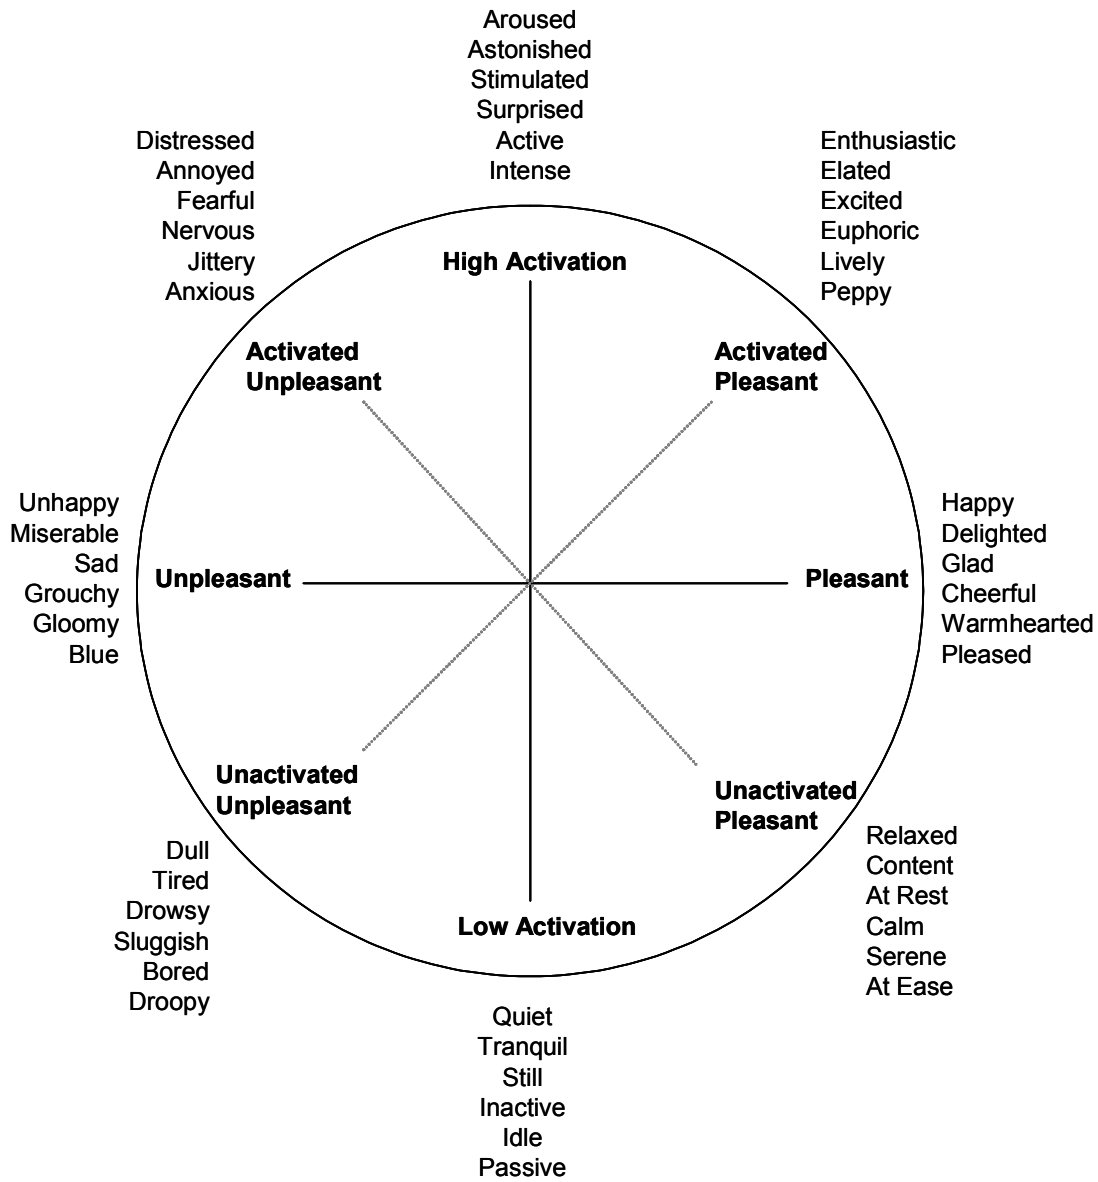 Aroused
Astonished
Stimulated
Surprised
Active
Intense
Distressed
Annoyed
Fearful
Nervous
Jittery
Anxious
Enthusiastic
Elated
Excited
Euphoric
Lively
Peppy
High Activation
Activated
Unpleasant
Activated
Pleasant
Unhappy
Miserable
Sad
Grouchy
Gloomy
Blue
Unpleasant
Pleasant
Happy
Delighted
Glad
Cheerful
Warmhearted
Pleased
Unactivated
Unpleasant
Unactivated
Pleasant
Dull
Tired
Drowsy
Sluggish
Bored
Droopy
Low Activation
Relaxed
Content
At Rest
Calm
Serene
At Ease
Quiet
Tranquil
Still
Inactive
Idle
Passive